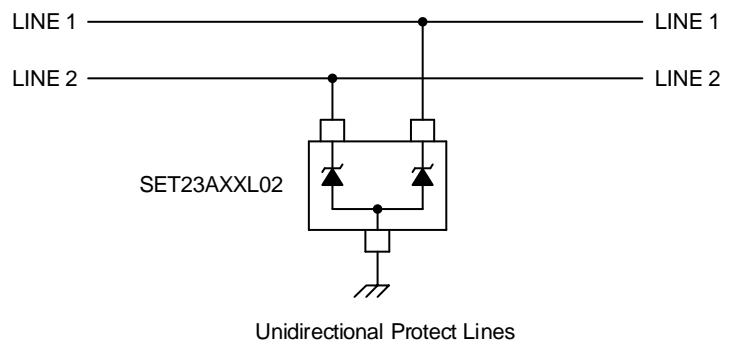 LINE 1 LINE 1
LINE 2 LINE 2
SET23AXXL02
Unidirectional Protect Lines